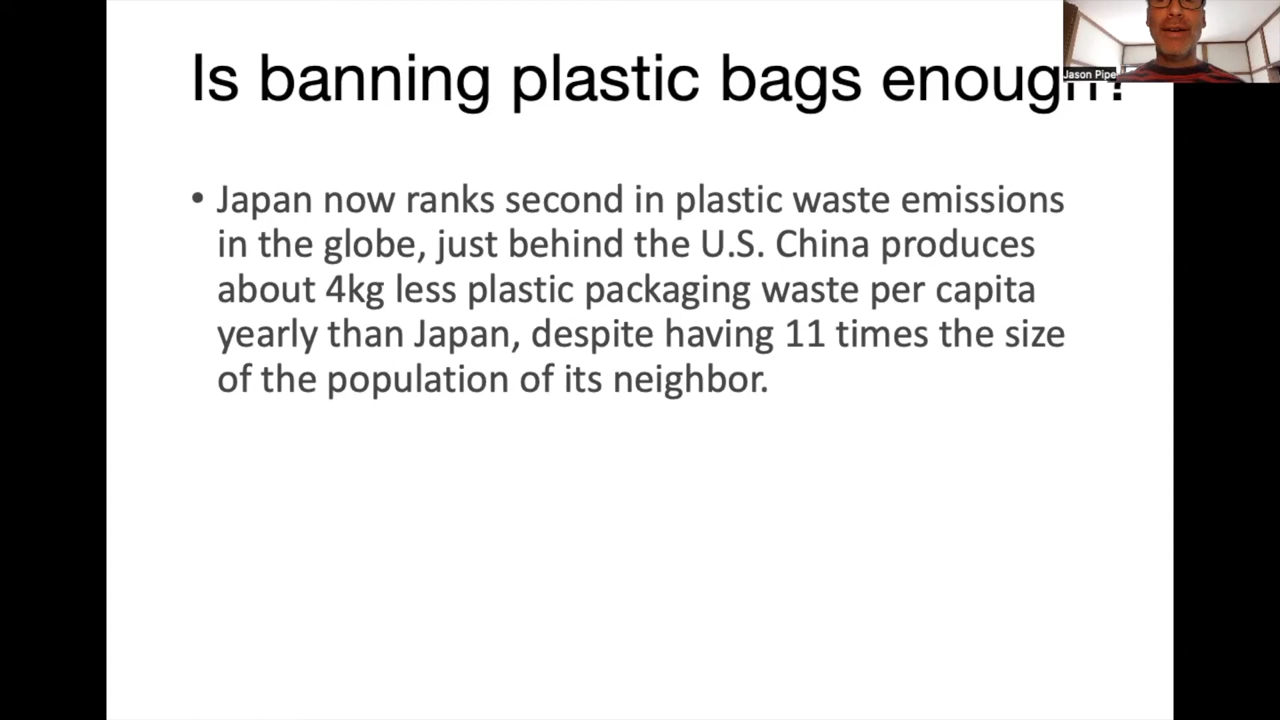 Is banning plastic bags enough?
Jason Pipe
• Japan now ranks second in plastic waste emissions
in the globe, just behind the U.S. China produces
about 4kg less plastic packaging waste per capita
yearly than Japan, despite having 11 times the size
of the population of its neighbor.